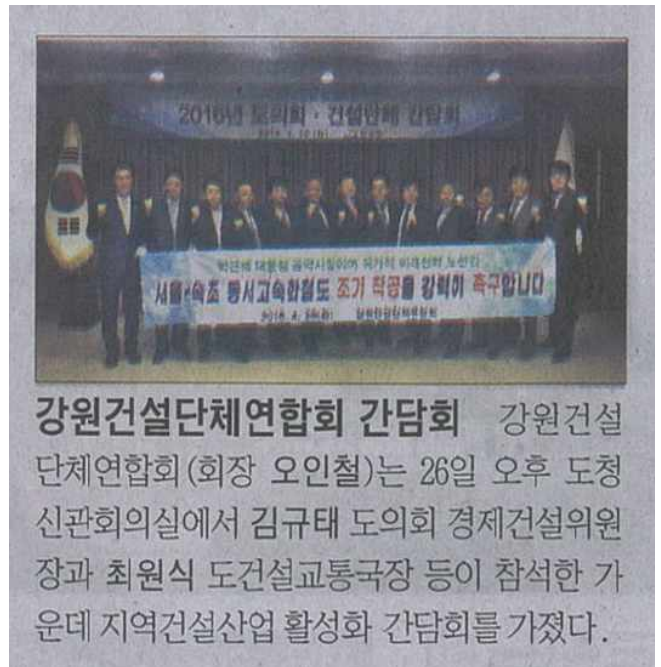 2016년 도의회·건설단체 간담회
서울~속초 동서고속화철도 조기 착공을 강력히 촉구합니다
강원건설단체연합회 간담회 강원건설
단체연합회(회장 오인철)는 26일 오후 도청
신관회의실에서 김규태 도의회 경제건설위원
장과 최원식 도건설교통국장 등이 참석한 가
운데 지역건설산업 활성화 간담회를 가졌다.